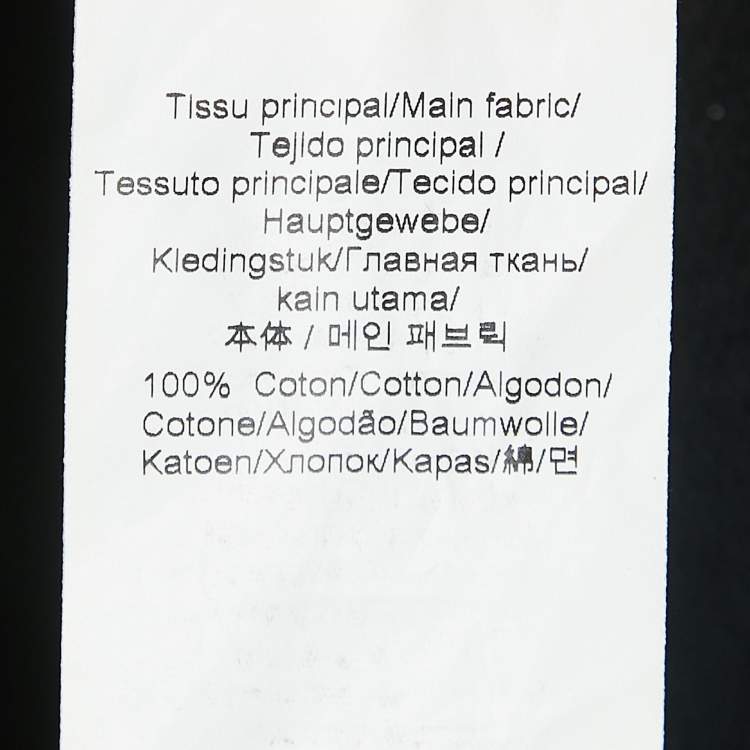 Tissu principal/Main fabric/
Tejido principal /
Tessuto principale/Tecido principal/
Hauptgewebe/
Kledingstuk/Главная ткань/
kain utama/
本体 / 메인 패브릭
100% Coton/Cotton/Algodon/
Cotone/Algodão/Baumwolle/
Katoen/Хлопок/Kapas/綿/면